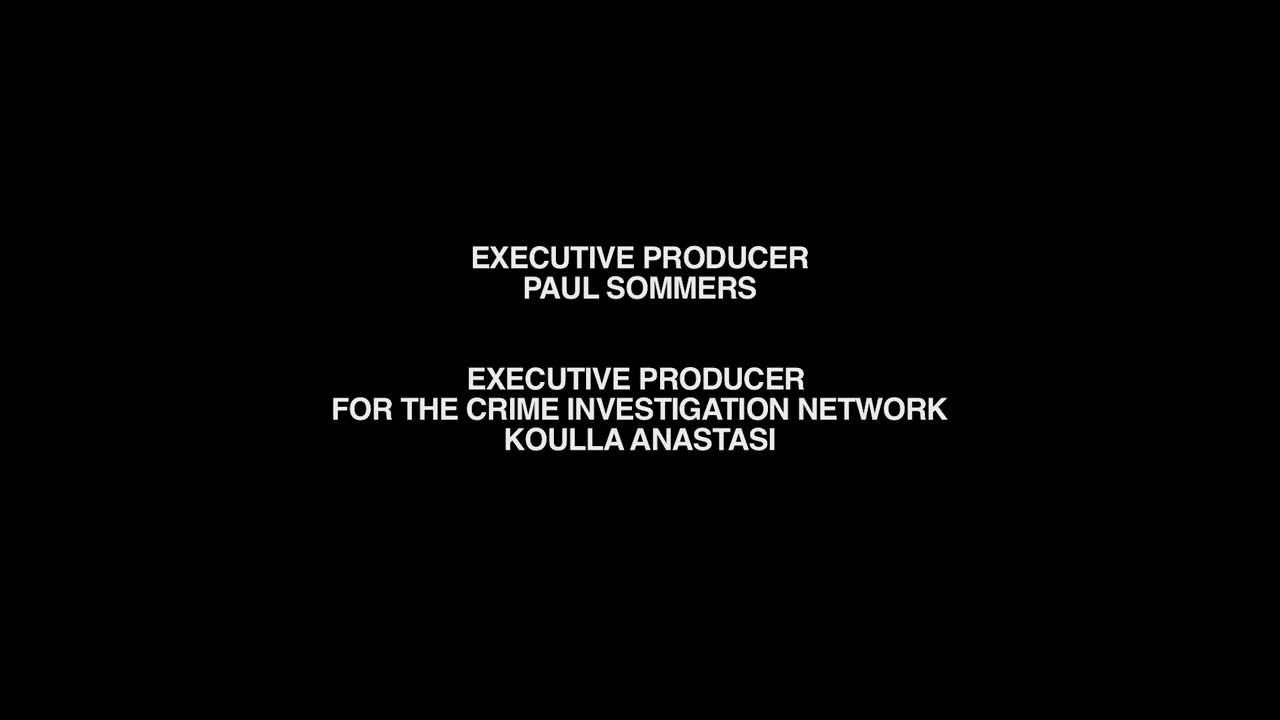 EXECUTIVE PRODUCER
PAUL SOMMERS
EXECUTIVE PRODUCER
FOR THE CRIME INVESTIGATION NETWORK
KOULLA ANASTASI